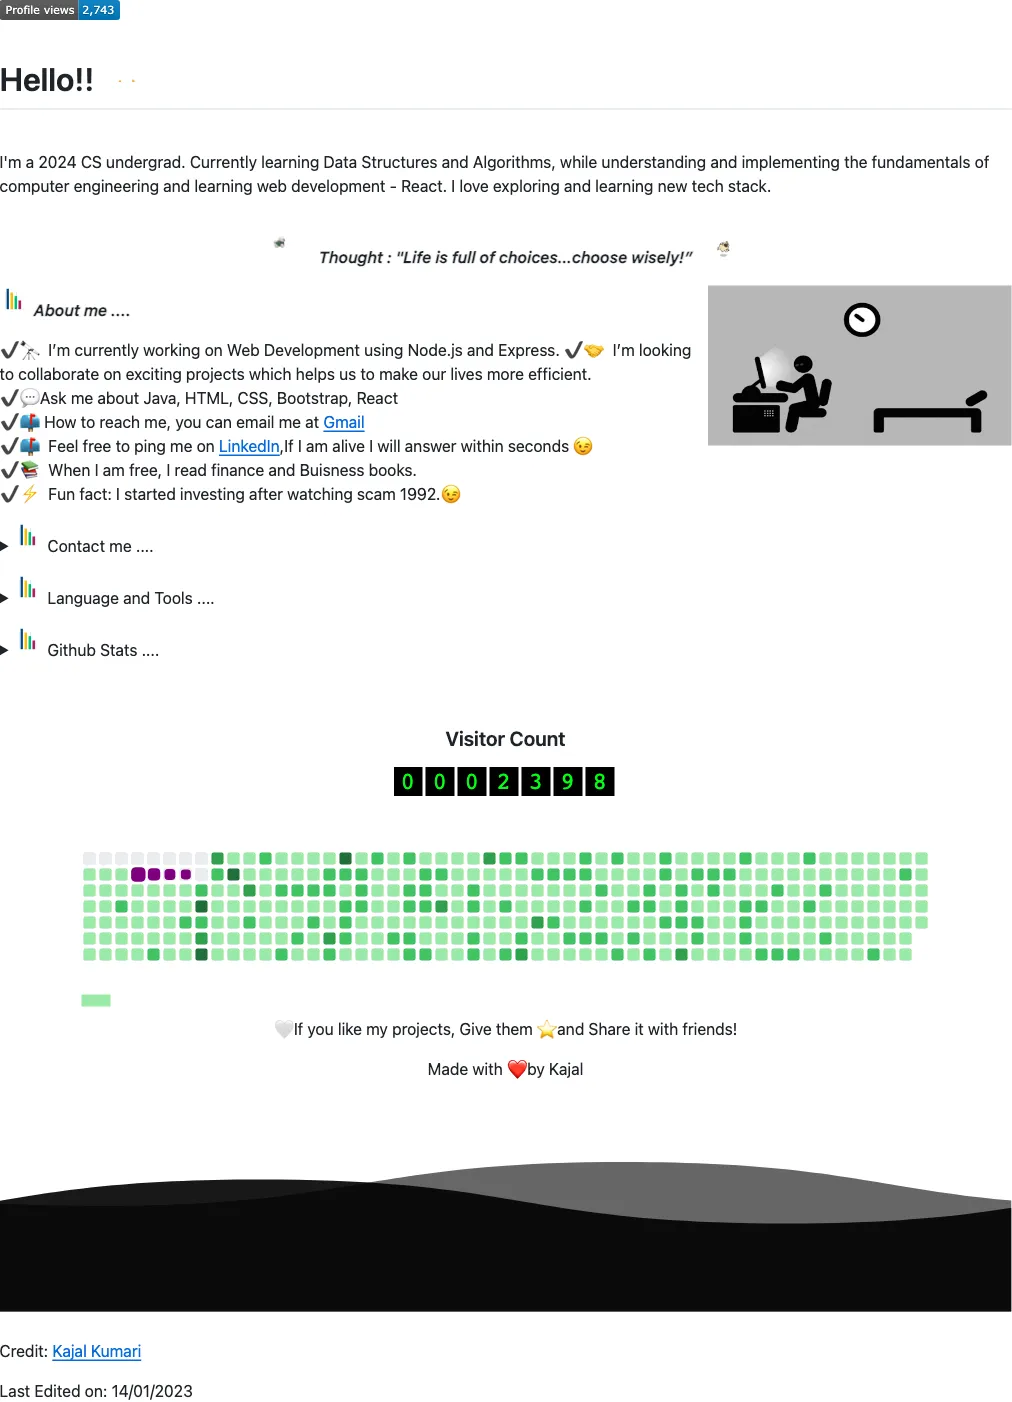 Profile views 2,743
Hello!!
I'm a 2024 CS undergrad. Currently learning Data Structures and Algorithms, while understanding and implementing the fundamentals of
computer engineering and learning web development - React. I love exploring and learning new tech stack.
Thought : "Life is full of choices...choose wisely!”
About me ....
✔️🔭 I’m currently working on Web Development using Node.js and Express. ✔️🤝 I’m looking
to collaborate on exciting projects which helps us to make our lives more efficient.
✔️💬Ask me about Java, HTML, CSS, Bootstrap, React
✔️📫 How to reach me, you can email me at Gmail
✔️📫 Feel free to ping me on LinkedIn,If I am alive I will answer within seconds 😉
✔️📚 When I am free, I read finance and Buisness books.
✔️⚡ Fun fact: I started investing after watching scam 1992.😉
Contact me ....
Language and Tools ....
Github Stats ....
Visitor Count
0 0 0 2 3 9 8
🤍If you like my projects, Give them ⭐and Share it with friends!
Made with ❤️by Kajal
Credit: Kajal Kumari
Last Edited on: 14/01/2023